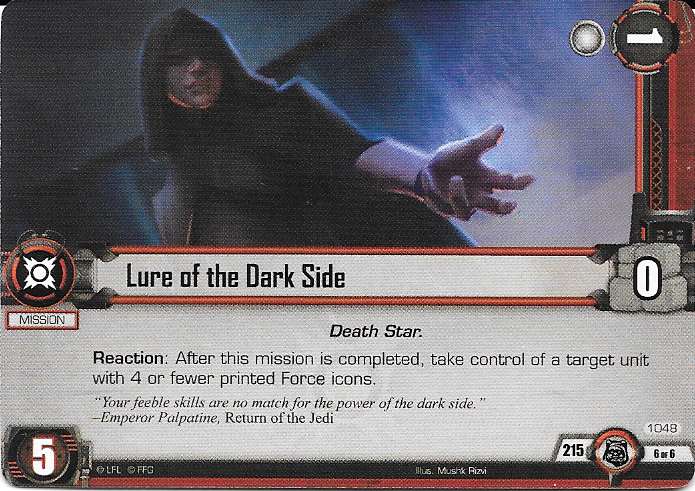 1
Lure of the Dark Side
0
MISSION
Death Star.
Reaction: After this mission is completed, take control of a target unit
with 4 or fewer printed Force icons.
“Your feeble skills are no match for the power of the dark side.”
–Emperor Palpatine, Return of the Jedi
1048
5
215
6 of 6
© LFL © FFG
Illus. Mushk Rizvi